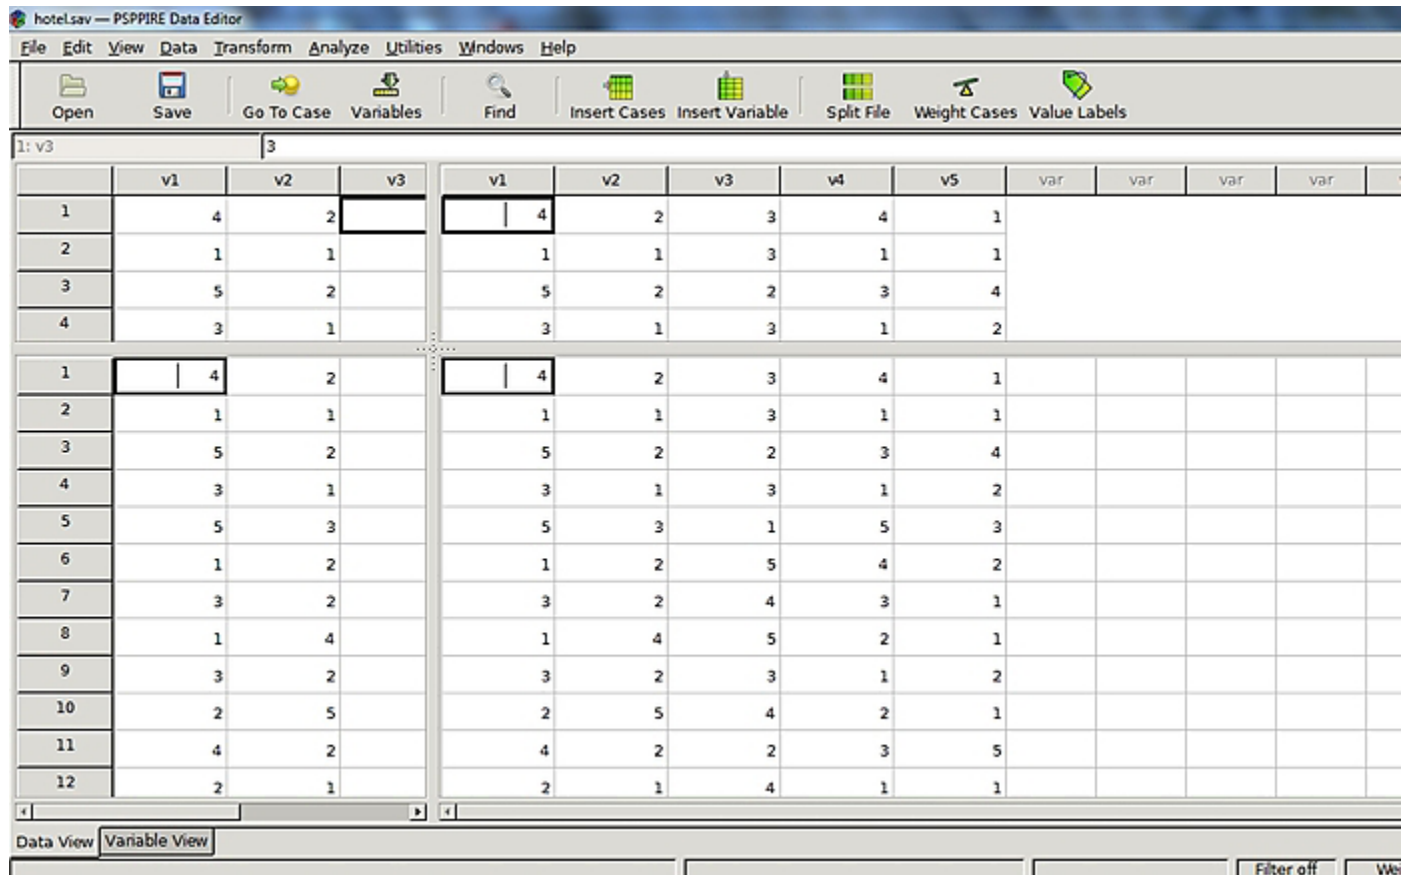 hotel.sav — PSPPIRE Data Editor
File Edit View Data Transform Analyze Utilities Windows Help
Open Save Go To Case Variables Find Insert Cases Insert Variable Split File Weight Cases Value Labels
1: v3 3
v1 v2 v3 v1 v2 v3 v4 v5 var var var var
1 4 2 4 2 3 4 1
2 1 1 1 1 3 1 1
3 5 2 5 2 2 3 4
4 3 1 3 1 3 1 2
1 4 2 4 2 3 4 1
2 1 1 1 1 3 1 1
3 5 2 5 2 2 3 4
4 3 1 3 1 3 1 2
5 5 3 5 3 1 5 3
6 1 2 1 2 5 4 2
7 3 2 3 2 4 3 1
8 1 4 1 4 5 2 1
9 3 2 3 2 3 1 2
10 2 5 2 5 4 2 1
11 4 2 4 2 2 3 5
12 2 1 2 1 4 1 1
Data View Variable View
Filter off